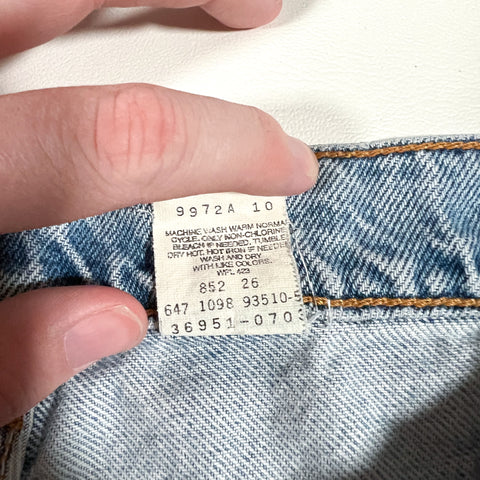 9972A 10
MACHINE WASH WARM NORMAL
CYCLE. ONLY NON-CHLORINE
BLEACH IF NEEDED. TUMBLE
DRY HOT. HOT IRON IF NEEDED
WASH AND DRY
WITH LIKE COLORS.
WPL 423
852 26
647 1098 93510-5
36951-0703